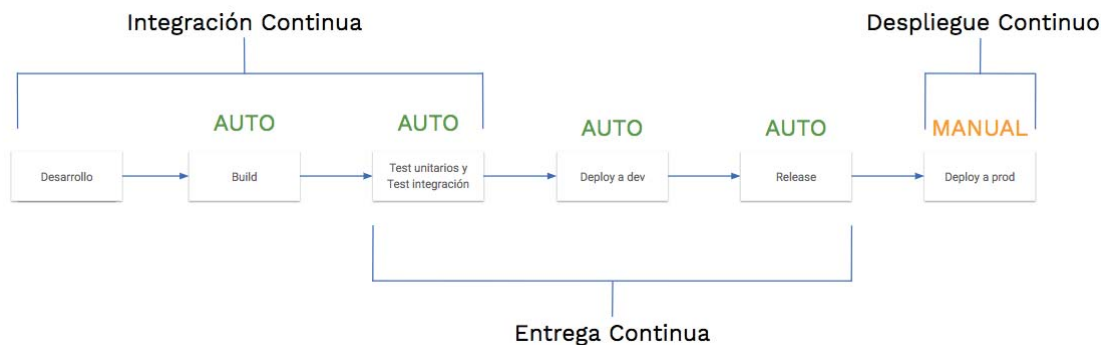 Integración Continua
Despliegue Continuo
AUTO
AUTO
AUTO
AUTO
MANUAL
Desarrollo
Build
Test unitarios y
Test integración
Deploy a dev
Release
Deploy a prod
Entrega Continua